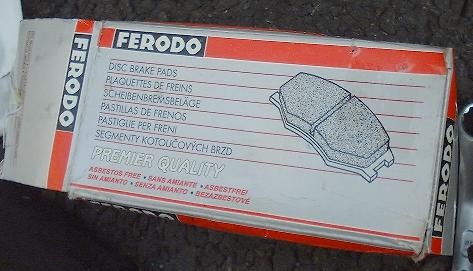 FERODO
FERODO
DISC BRAKE PADS
PLAQUETTES DE FREINS
SCHEIBENBREMSBELÄGE
PASTILLAS DE FRENOS
PASTIGLIE PER FRENI
SEGMENTY KOTOUČOVÝCH BRZD
PREMIER QUALITY
ASBESTOS FREE • SANS AMIANTE • ASBESTFREI
SIN AMIANTO • SENZA AMIANTO • BEZAZBESTOVÉ
FERODO
FERODO